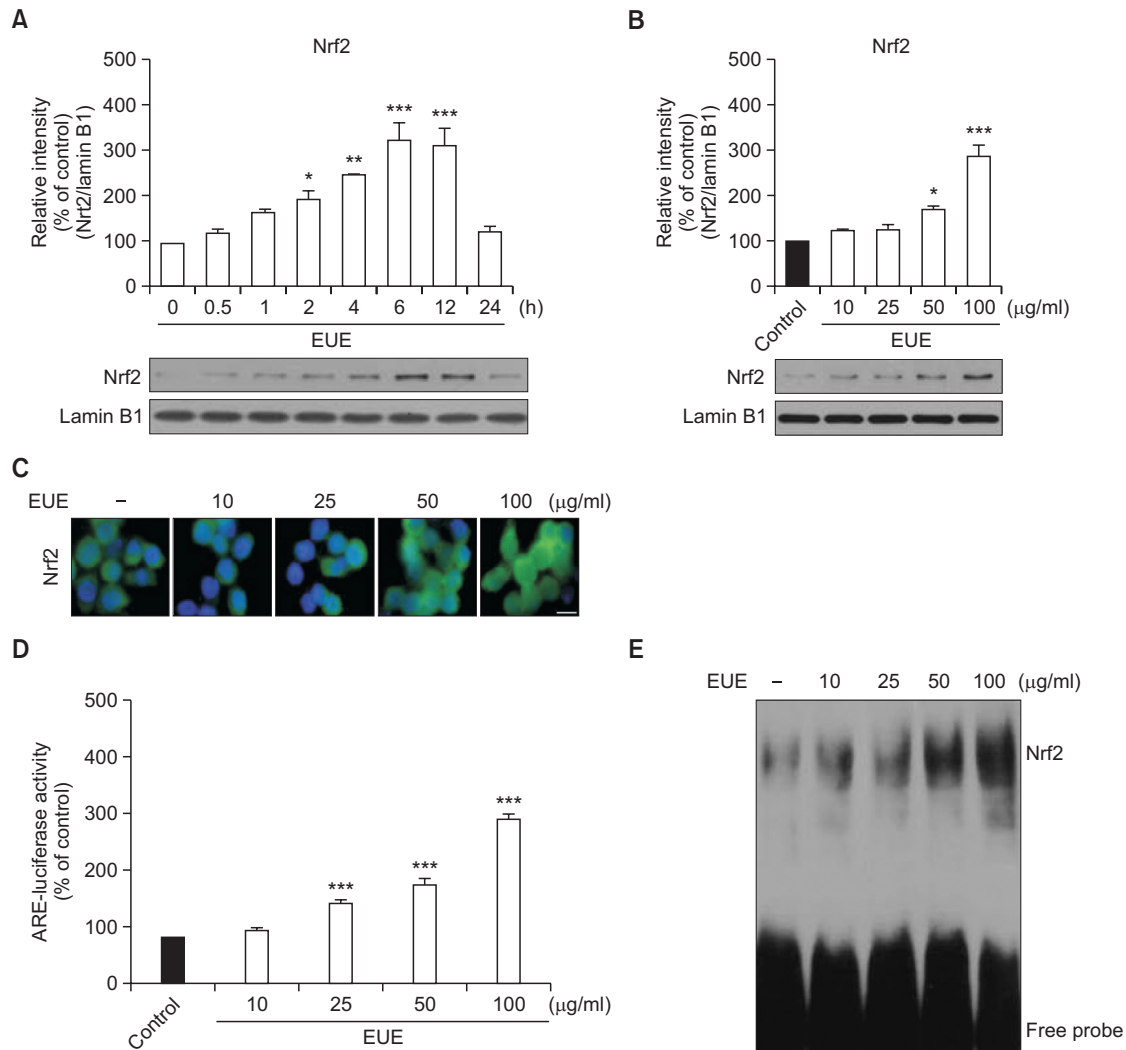 A
Nrf2
Relative intensity
(% of control)
(Nrt2/lamin B1)
500
400
300
200
100
0
*
**
***
***
0 0.5 1 2 4 6 12 24 (h)
EUE
Nrf2
Lamin B1
B
Nrf2
Relative intensity
(% of control)
(Nrf2/lamin B1)
500
400
300
200
100
0
*
***
Control 10 25 50 100 (μg/ml)
EUE
Nrf2
Lamin B1
C
EUE – 10 25 50 100 (μg/ml)
Nrf2
D
ARE-luciferase activity
(% of control)
500
400
300
200
100
0
***
***
***
Control 10 25 50 100 (μg/ml)
EUE
E
EUE – 10 25 50 100 (μg/ml)
Nrf2
Free probe